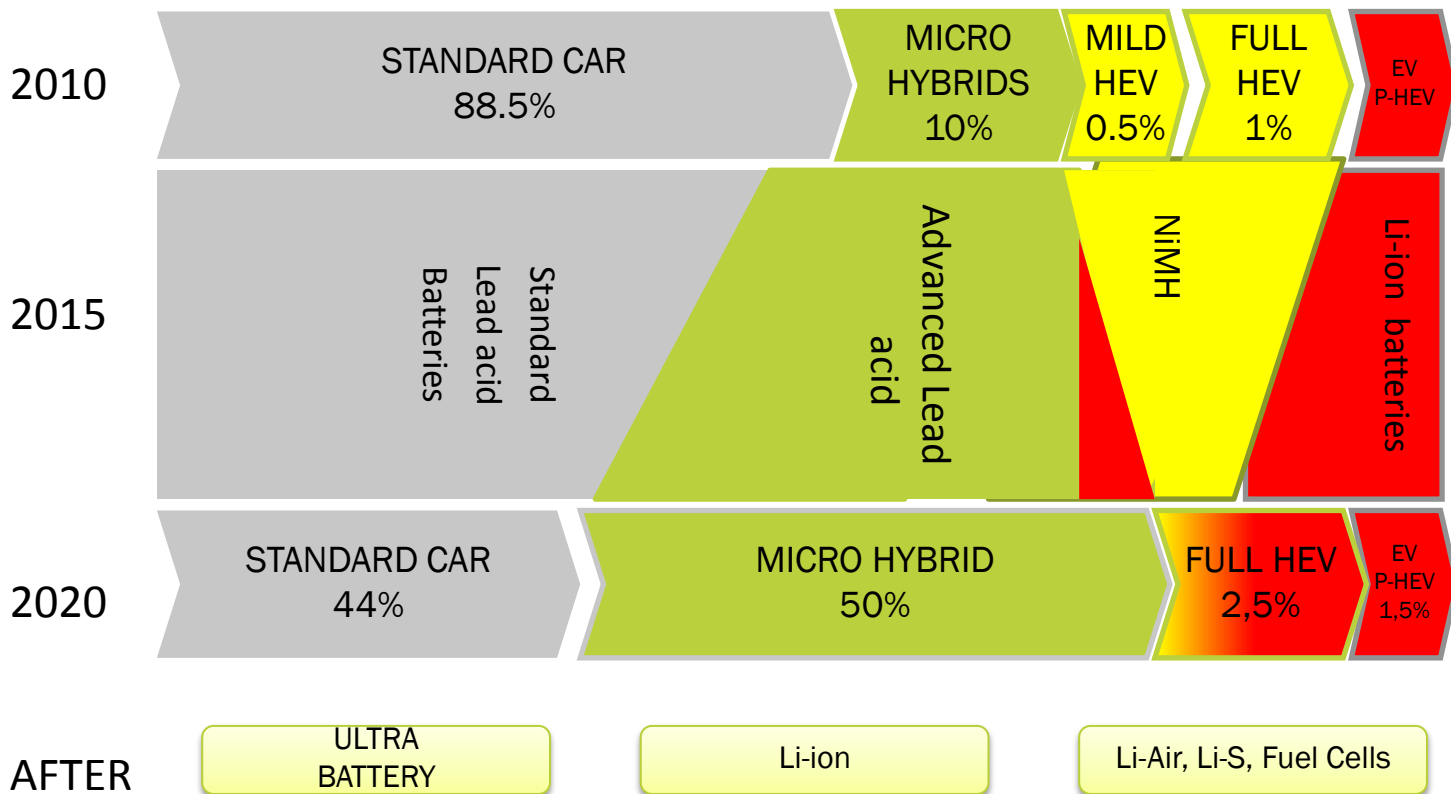 2010
STANDARD CAR
88.5%
MICRO
HYBRIDS
10%
MILD
HEV
0.5%
FULL
HEV
1%
EV
P-HEV
2015
Standard
Lead acid
Batteries
Advanced Lead
acid
NiMH
Li-ion batteries
2020
STANDARD CAR
44%
MICRO HYBRID
50%
FULL HEV
2,5%
EV
P-HEV
1,5%
AFTER
ULTRA
BATTERY
Li-ion
Li-Air, Li-S, Fuel Cells